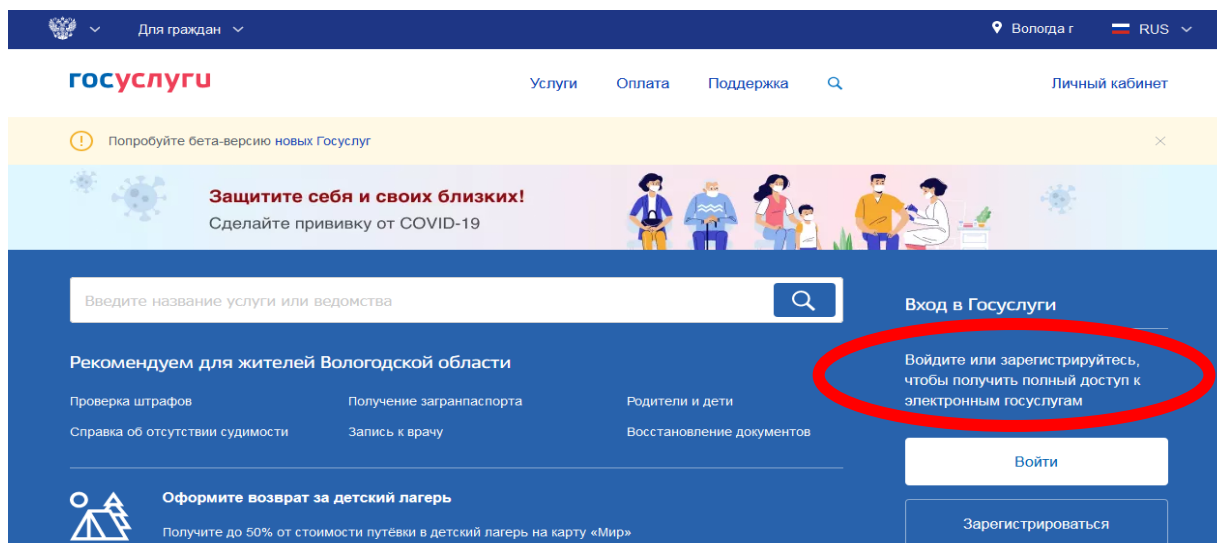 Для граждан
Вологда г
RUS
госуслуги
Услуги
Оплата
Поддержка
Личный кабинет
Попробуйте бета-версию новых Госуслуг
Защитите себя и своих близких!
Сделайте прививку от COVID-19
Введите название услуги или ведомства
Рекомендуем для жителей Вологодской области
Проверка штрафов
Получение загранпаспорта
Родители и дети
Справка об отсутствии судимости
Запись к врачу
Восстановление документов
Оформите возврат за детский лагерь
Получите до 50% от стоимости путёвки в детский лагерь на карту «Мир»
Вход в Госуслуги
Войдите или зарегистрируйтесь,
чтобы получить полный доступ к
электронным госуслугам
Войти
Зарегистрироваться